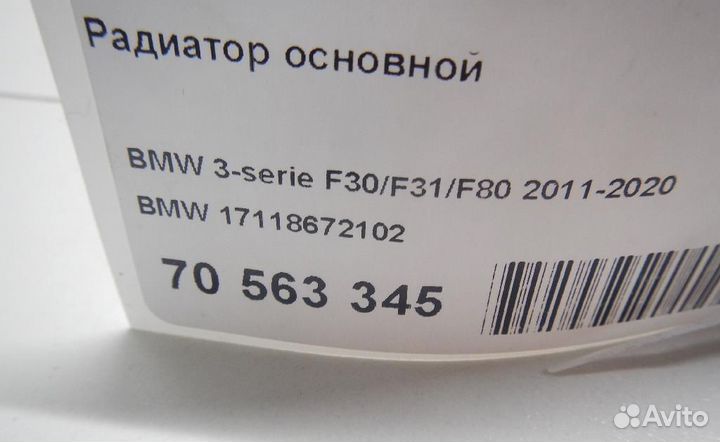 Радиатор основной
BMW 3-serie F30/F31/F80 2011-2020
BMW 17118672102
70 563 345
Avito